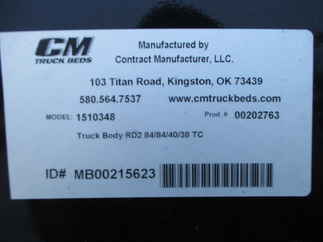 CM
TRUCK BEDS
Manufactured by
Contract Manufacturer, LLC.
103 Titan Road, Kingston, OK 73439
580.564.7537 www.cmtruckbeds.com
MODEL: 1510348 Prod.# 00202763
Truck Body RD2 84/84/40/38 TC
ID# MB00215623